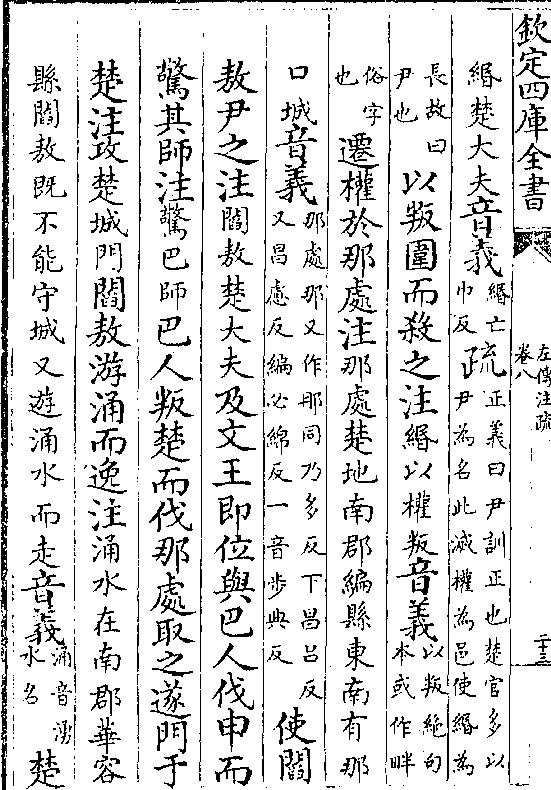 欽定四庫全書
左傳注疏
卷八
二十三
緡楚大夫音義緡亡巾反疏正義曰尹訓正也楚官多以尹為名此滅權為邑使緡為
長故曰尹也以叛圍而殺之注緡以權叛音義以叛絶句本或作畔
俗字也遷權於那處注那處楚地南郡編縣東南有那
口城音義那處那又作𨙻同乃多反下昌吕反又昌慮反編必綿反一音步典反使閻
敖尹之注閻敖楚大夫及文王即位與巴人伐申而
驚其師注驚巴師巴人叛楚而伐那處取之遂門于
楚注攻楚城門閻敖游涌而逸注涌水在南郡華容
縣閻敖既不能守城又遊涌水而走音義涌音湧水名楚